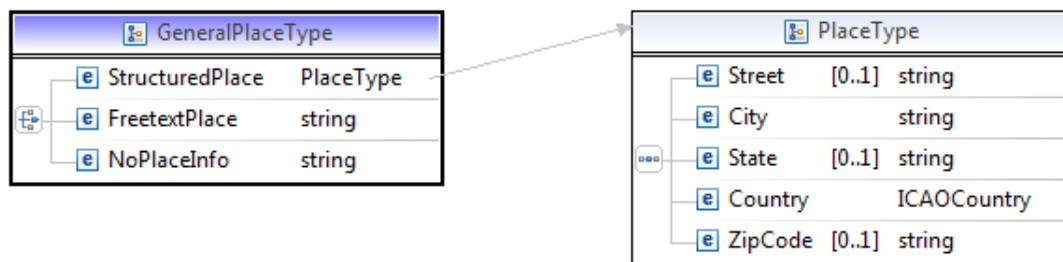 GeneralPlaceType
e StructuredPlace PlaceType
e FreetextPlace string
e NoPlaceInfo string
PlaceType
e Street [0..1] string
e City string
e State [0..1] string
e Country ICAOCountry
e ZipCode [0..1] string